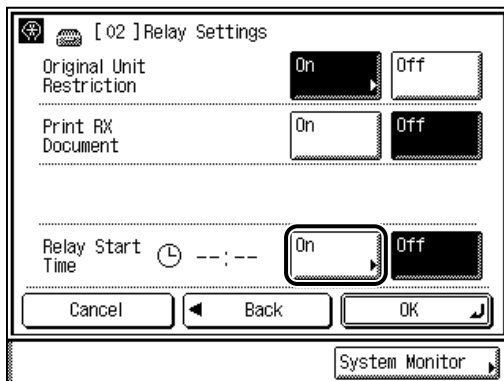 [ 02 ]Relay Settings
Original Unit
Restriction
On
Off
Print RX
Document
On
Off
Relay Start
Time
--:--
On
Off
Cancel
Back
OK
System Monitor